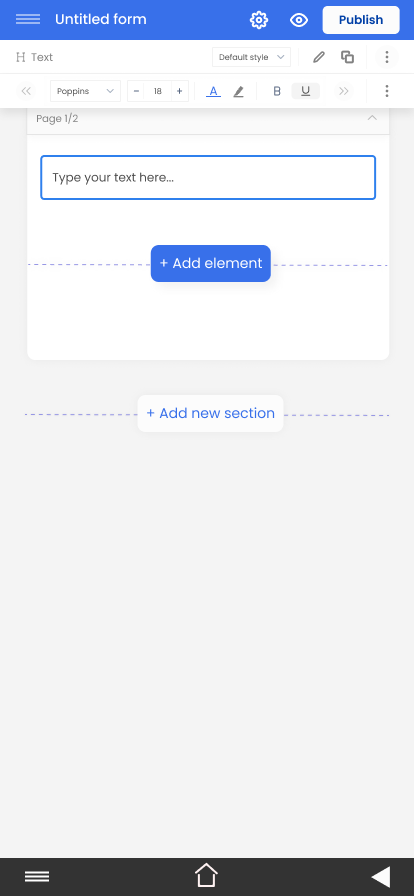 Untitled form
Publish
Text
Default style
Poppins
− 18 +
A
B U
Page 1/2
Type your text here...
+ Add element
+ Add new section